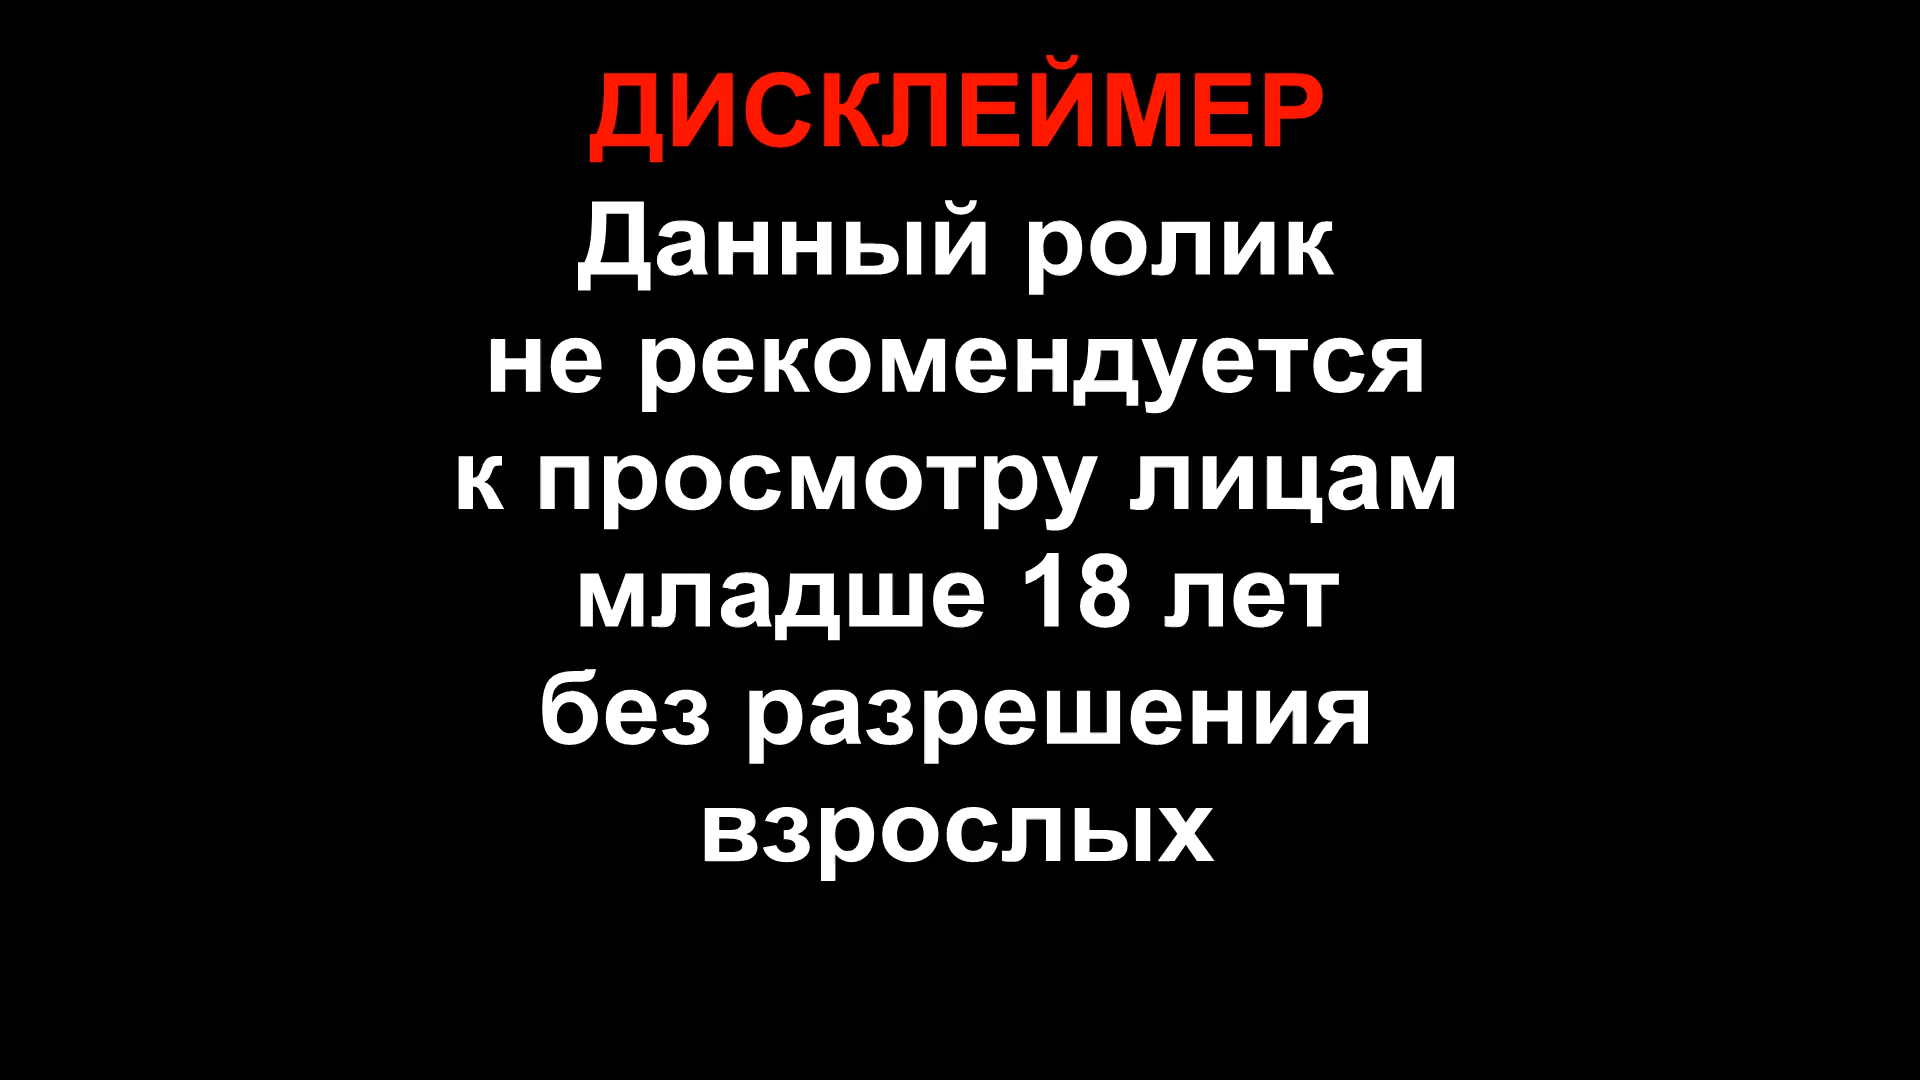 ДИСКЛЕЙМЕР
Данный ролик
не рекомендуется
к просмотру лицам
младше 18 лет
без разрешения
взрослых